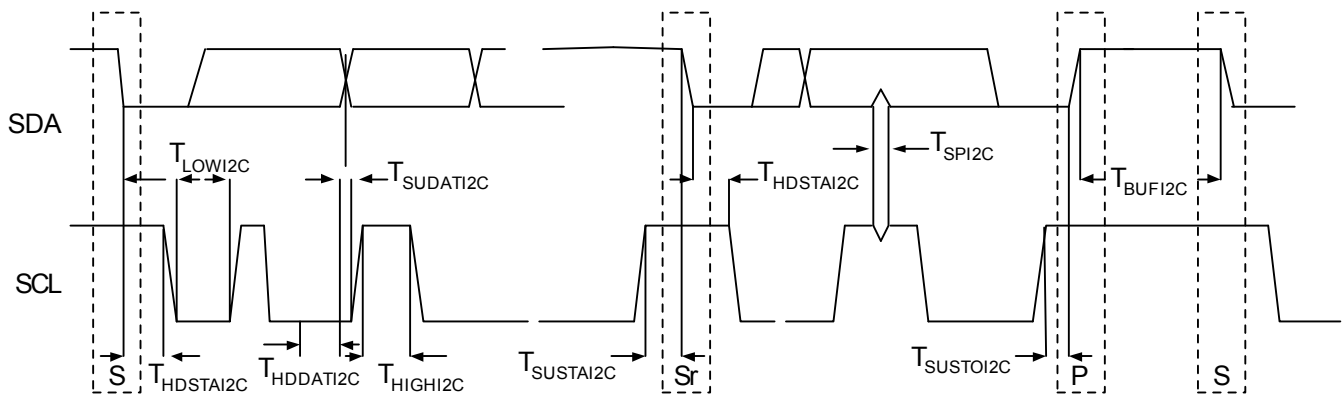 SDA
T_LOWI2C
T_SUDATI2C
T_SPI2C
T_HDSTAI2C
T_BUFI2C
SCL
S
T_HDSTAI2C
T_HDDATI2C
T_HIGHI2C
T_SUSTAI2C
Sr
T_SUSTOI2C
P
S